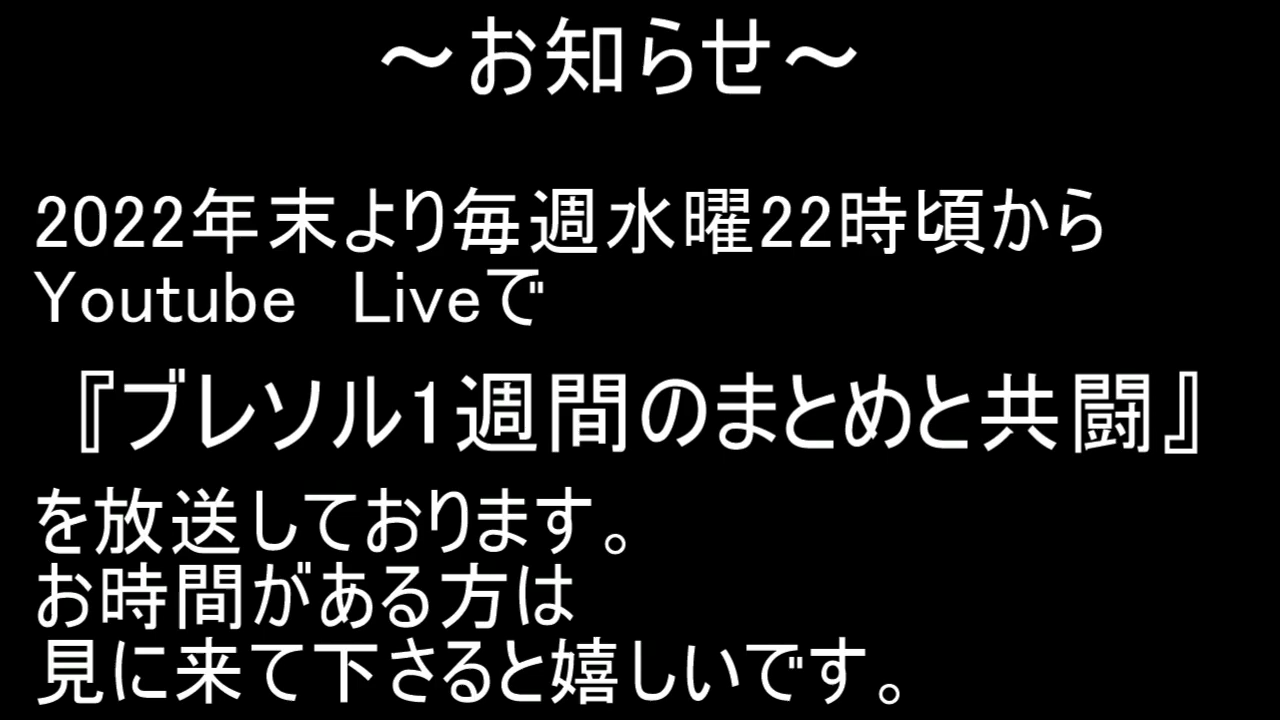 ～お知らせ～
2022年末より毎週水曜22時頃から
Youtube　Liveで
『ブレソル1週間のまとめと共闘』
を放送しております。
お時間がある方は
見に来て下さると嬉しいです。